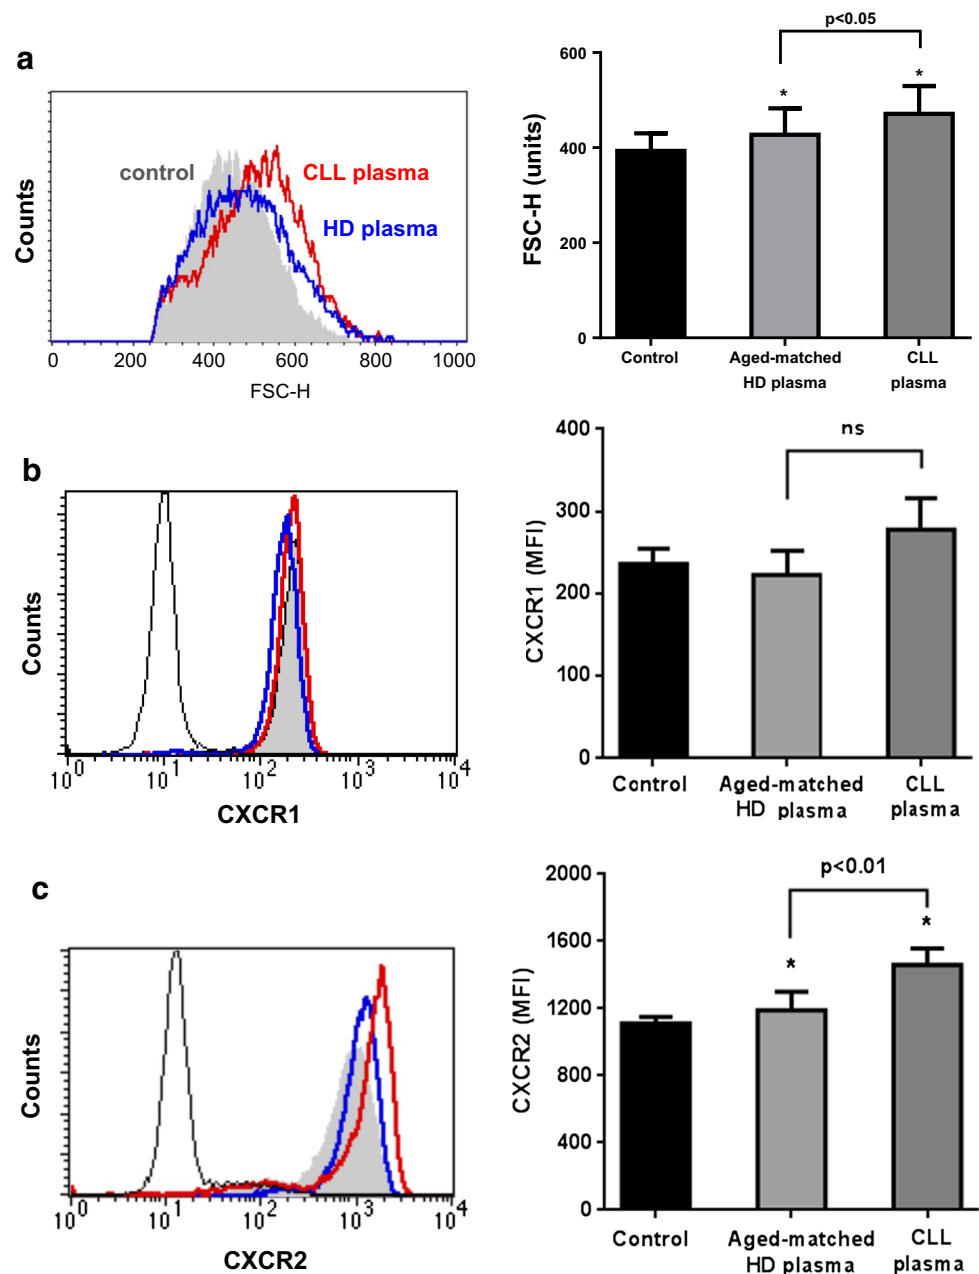 a
control
CLL plasma
HD plasma
Counts
0 200 400 600 800 1000
FSC-H
p<0.05
* *
FSC-H (units)
600
400
200
0
Control
Aged-matched
HD plasma
CLL
plasma
b
Counts
10^0 10^1 10^2 10^3 10^4
CXCR1
ns
CXCR1 (MFI)
400
300
200
100
0
Control
Aged-matched
HD plasma
CLL
plasma
c
Counts
10^0 10^1 10^2 10^3 10^4
CXCR2
p<0.01
* *
CXCR2 (MFI)
2000
1600
1200
800
400
0
Control
Aged-matched
HD plasma
CLL
plasma